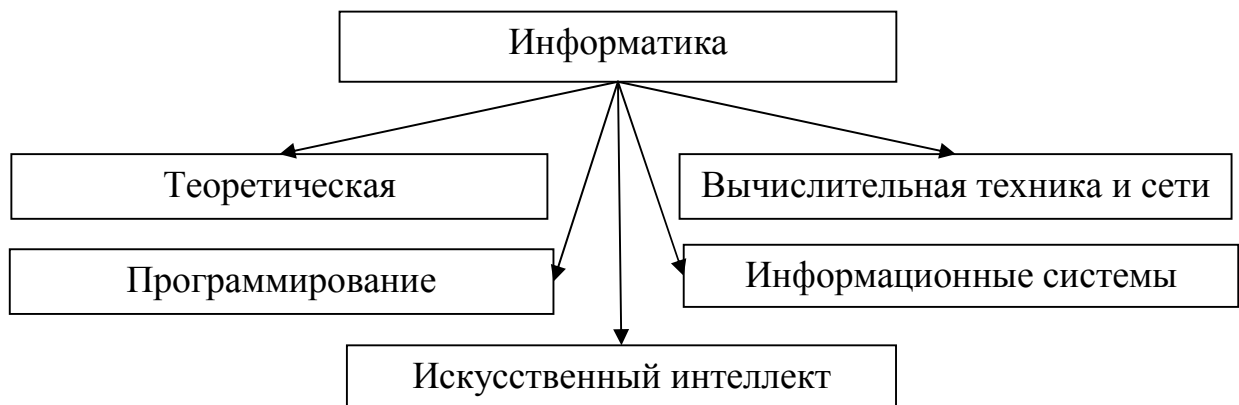 Информатика
Теоретическая
Вычислительная техника и сети
Программирование
Информационные системы
Искусственный интеллект